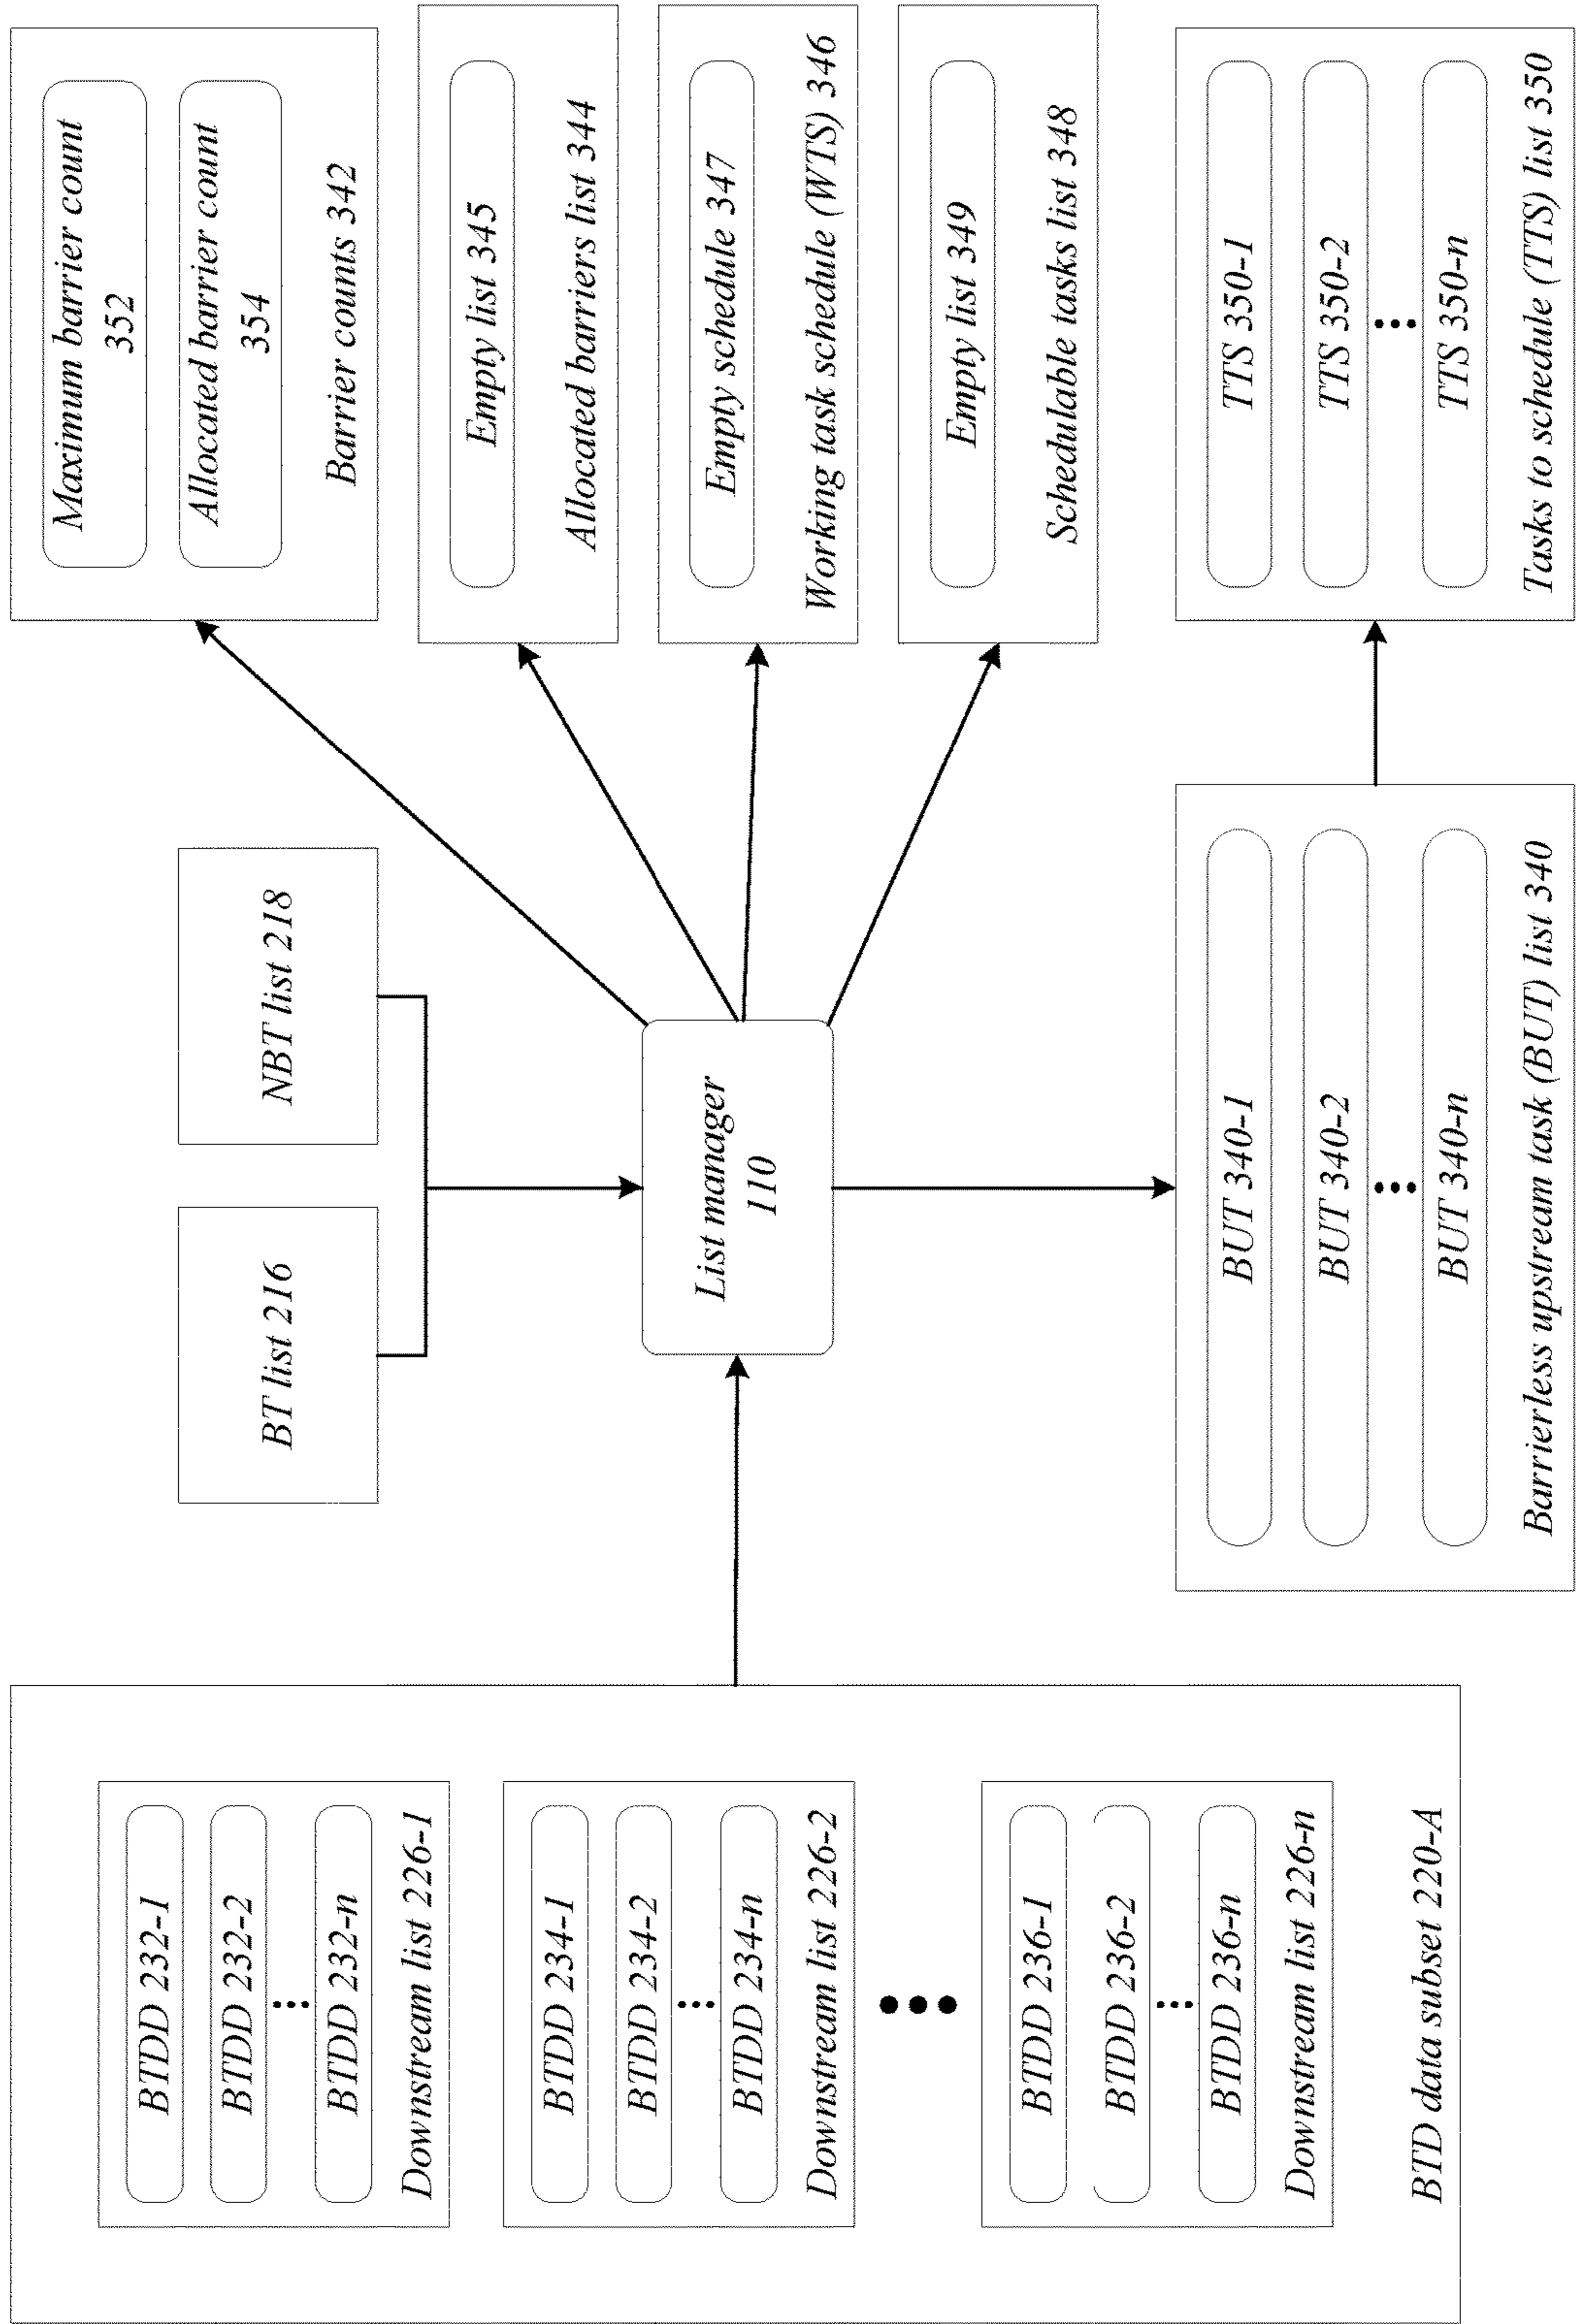 BTDD 232-1
BTDD 232-2
BTDD 232-n
Downstream list 226-1
BTDD 234-1
BTDD 234-2
BTDD 234-n
Downstream list 226-2
BTDD 236-1
BTDD 236-2
BTDD 236-n
Downstream list 226-n
BTD data subset 220-A
BT list 216
NBT list 218
List manager
110
BUT 340-1
BUT 340-2
BUT 340-n
Barrierless upstream task (BUT) list 340
Maximum barrier count
352
Allocated barrier count
354
Barrier counts 342
Empty list 345
Allocated barriers list 344
Empty schedule 347
Working task schedule (WTS) 346
Empty list 349
Schedulable tasks list 348
TTS 350-1
TTS 350-2
TTS 350-n
Tasks to schedule (TTS) list 350